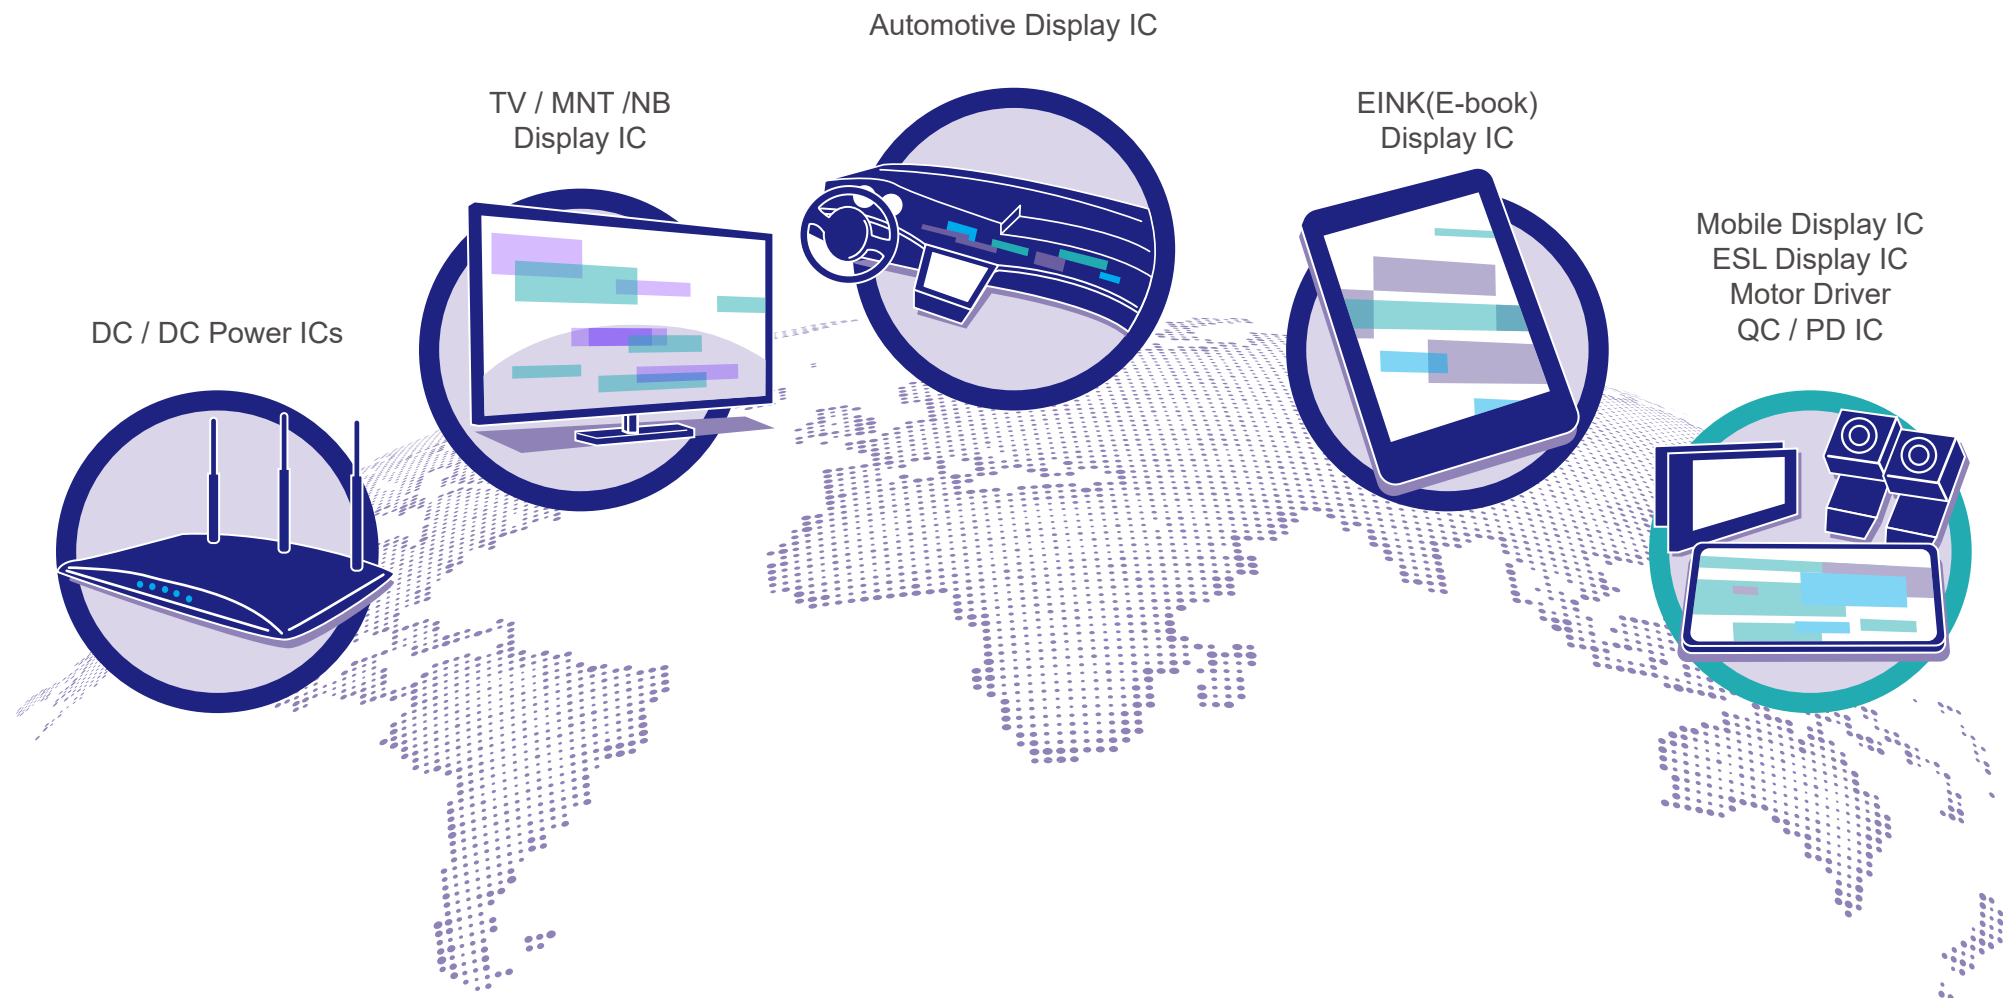 Automotive Display IC
TV / MNT /NB
Display IC
EINK(E-book)
Display IC
Mobile Display IC
ESL Display IC
Motor Driver
QC / PD IC
DC / DC Power ICs